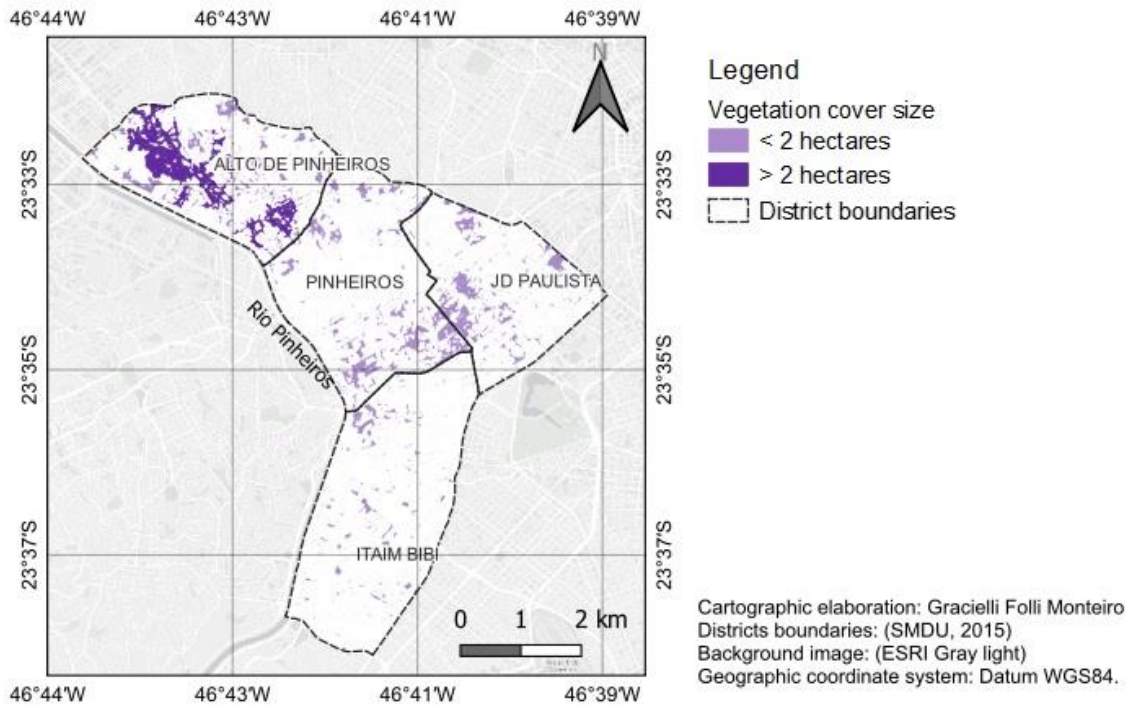 46°44'W 46°43'W 46°41'W 46°39'W
N
Legend
Vegetation cover size
< 2 hectares
> 2 hectares
District boundaries
23°33'S
23°33'S
ALTO DE PINHEIROS
PINHEIROS
JD PAULISTA
Rio Pinheiros
23°35'S
23°35'S
23°37'S
23°37'S
ITAIM BIBI
0 1 2 km
46°44'W 46°43'W 46°41'W 46°39'W
Cartographic elaboration: Gracielli Folli Monteiro
Districts boundaries: (SMDU, 2015)
Background image: (ESRI Gray light)
Geographic coordinate system: Datum WGS84.